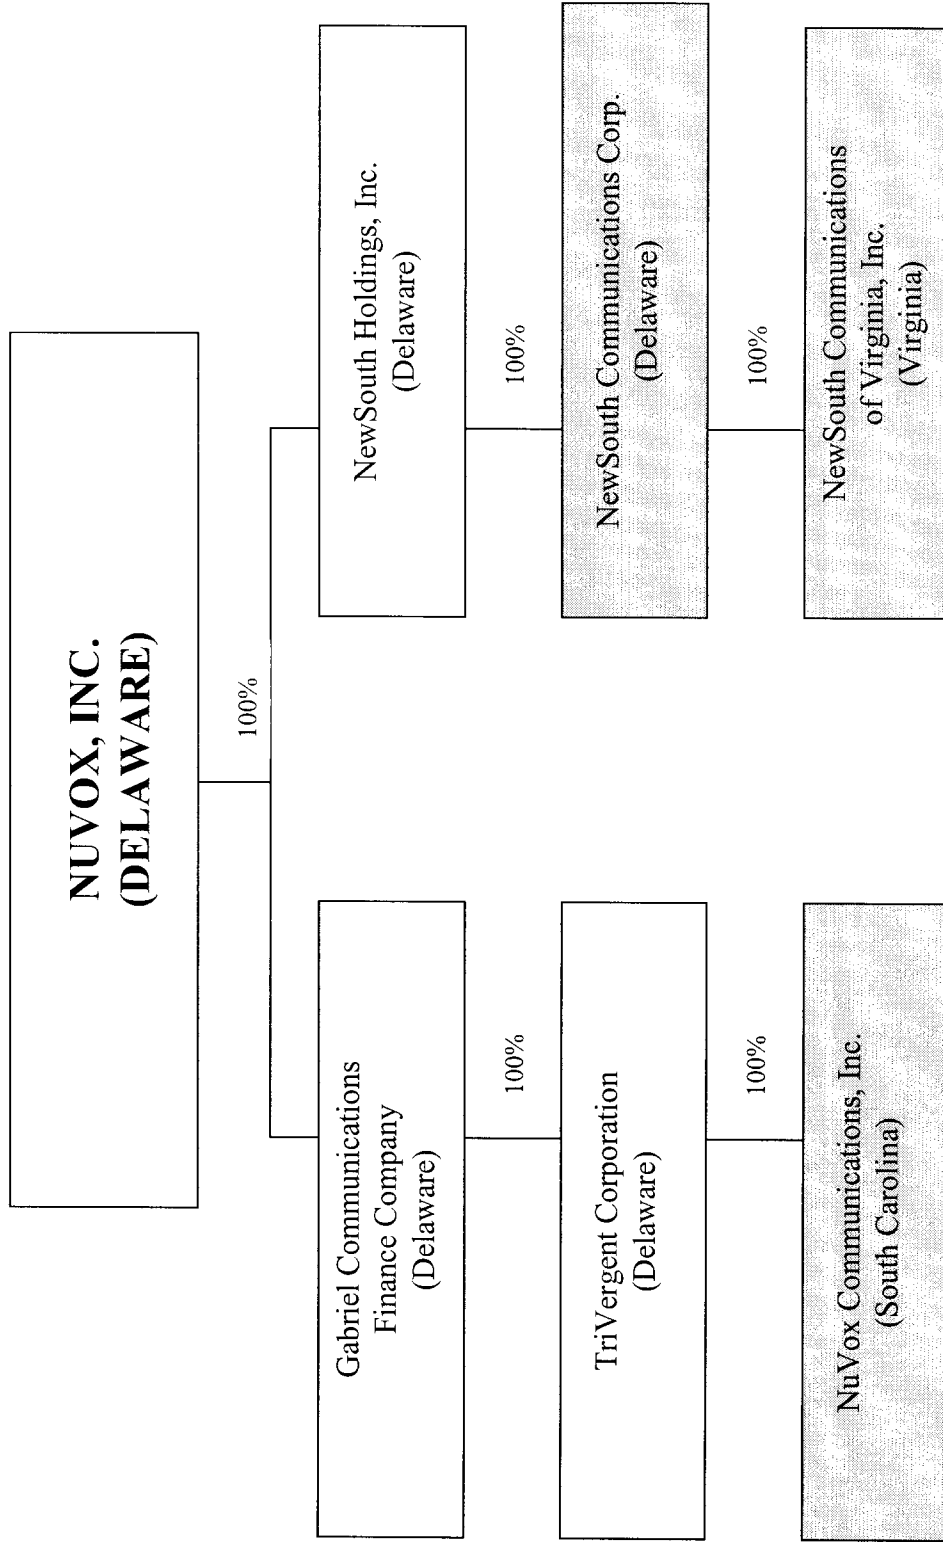 NUVOX, INC.
(DELAWARE)
100%
Gabriel Communications
Finance Company
(Delaware)
100%
TriVergent Corporation
(Delaware)
100%
NuVox Communications, Inc.
(South Carolina)
NewSouth Holdings, Inc.
(Delaware)
100%
NewSouth Communications Corp.
(Delaware)
100%
NewSouth Communications
of Virginia, Inc.
(Virginia)